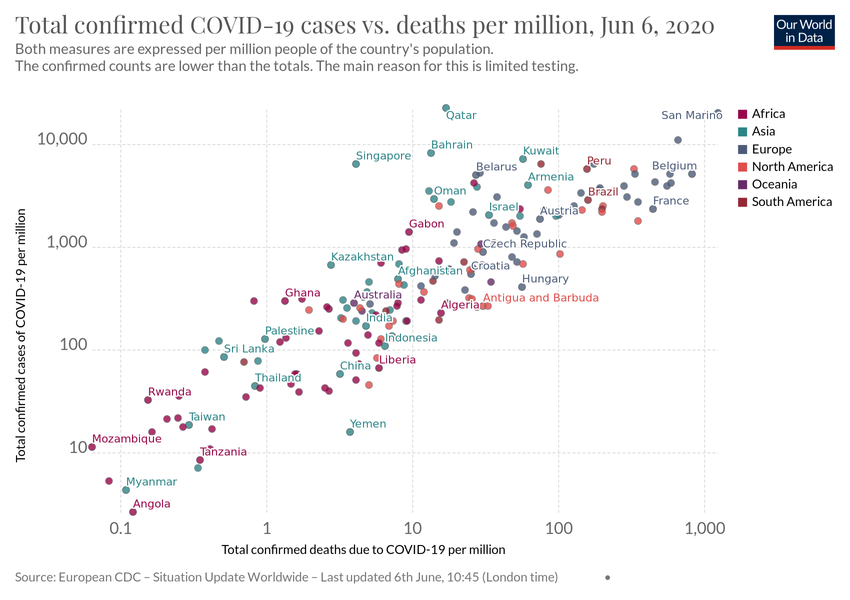 Total confirmed COVID-19 cases vs. deaths per million, Jun 6, 2020
Our World
in Data
Both measures are expressed per million people of the country's population.
The confirmed counts are lower than the totals. The main reason for this is limited testing.
Total confirmed cases of COVID-19 per million
10,000
1,000
100
10
Qatar
San Marino
Bahrain
Singapore
Kuwait
Belarus
Peru
Belgium
Armenia
Oman
Brazil
Israel
Austria
France
Gabon
Czech Republic
Kazakhstan
Croatia
Afghanistan
Hungary
Ghana
Australia
Antigua and Barbuda
Algeria
India
Palestine
Indonesia
Sri Lanka
Liberia
China
Thailand
Rwanda
Taiwan
Yemen
Mozambique
Tanzania
Myanmar
Angola
Africa
Asia
Europe
North America
Oceania
South America
0.1
1
10
100
1,000
Total confirmed deaths due to COVID-19 per million
Source: European CDC – Situation Update Worldwide – Last updated 6th June, 10:45 (London time)